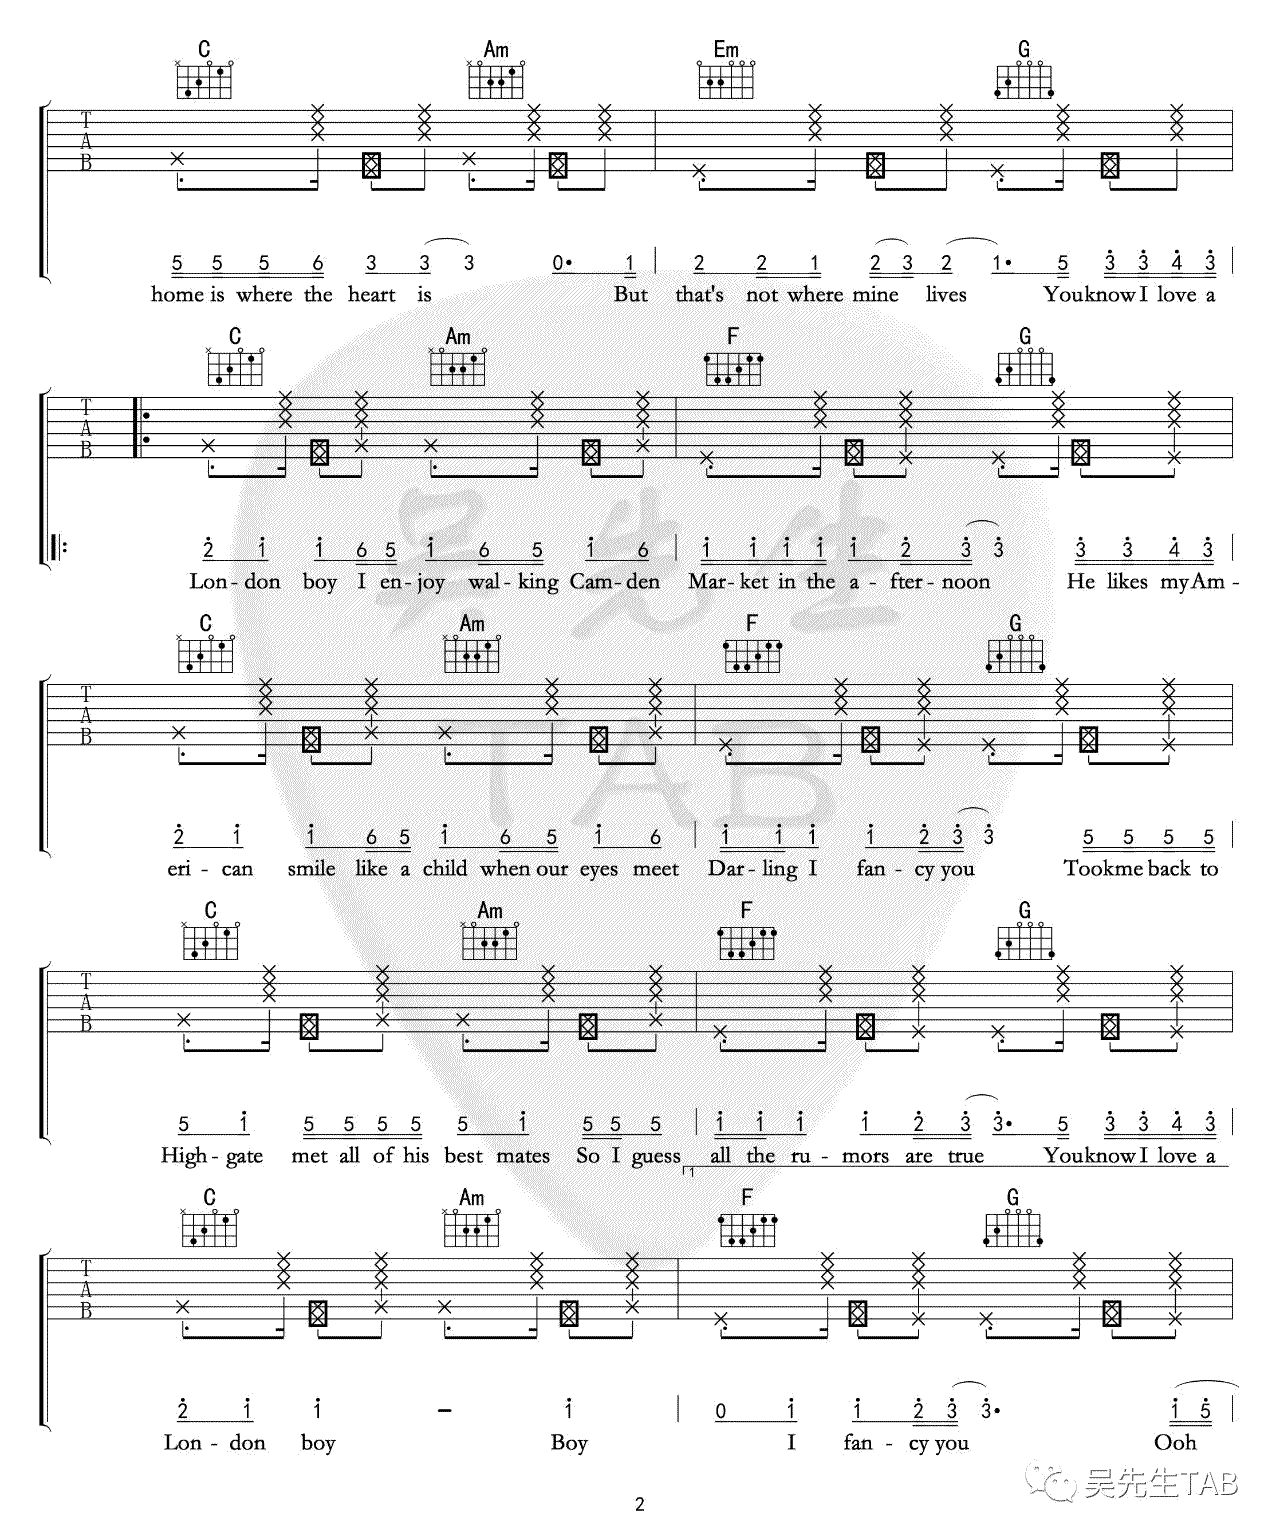 C Am Em G
T
A
B
5 5 5 6 3 3 3 0• 1 2 2 1 2 3 2 1• 5 3 3 4 3
home is where the heart is But that's not where mine lives You know I love a
C Am F G
T
A
B
2 1 1 6 5 1 6 5 1 6 1 1 1 1 1 2 3 3 3 3 4 3
Lon- don boy I en- joy wal- king Cam- den Mar- ket in the a- fter- noon He likes my Am-
C Am F G
T
A
B
2 1 1 6 5 1 6 5 1 6 1 1 1 1 2 3 3 5 5 5 5
eri- can smile like a child when our eyes meet Dar- ling I fan- cy you Took me back to
C Am F G
T
A
B
5 1 5 5 5 5 5 1 5 5 5 1 1 1 1 2 3 3• 5 3 3 4 3
High- gate met all of his best mates So I guess all the ru- mors are true You know I love a
1
C Am F G
T
A
B
2 1 1 – 1 0 1 1 2 3 3• 1 5
Lon- don boy Boy I fan- cy you Ooh
吴先生
TAB
吴先生TAB
2